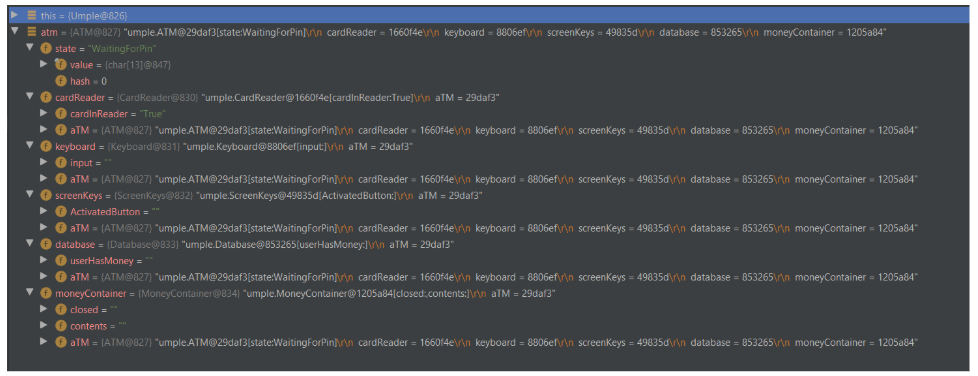 this = {Umple@826}
atm = {ATM@827} "umple.ATM@29daf3[state:WaitingForPin]\r\n cardReader = 1660f4e\r\n keyboard = 8806ef\r\n screenKeys = 49835d\r\n database = 853265\r\n moneyContainer = 1205a84"
f state = "WaitingForPin"
f value = {char[13]@847}
f hash = 0
f cardReader = {CardReader@830} "umple.CardReader@1660f4e[cardInReader:True]\r\n aTM = 29daf3"
f cardInReader = "True"
f aTM = {ATM@827} "umple.ATM@29daf3[state:WaitingForPin]\r\n cardReader = 1660f4e\r\n keyboard = 8806ef\r\n screenKeys = 49835d\r\n database = 853265\r\n moneyContainer = 1205a84"
f keyboard = {Keyboard@831} "umple.Keyboard@8806ef[input:]\r\n aTM = 29daf3"
f input = ""
f aTM = {ATM@827} "umple.ATM@29daf3[state:WaitingForPin]\r\n cardReader = 1660f4e\r\n keyboard = 8806ef\r\n screenKeys = 49835d\r\n database = 853265\r\n moneyContainer = 1205a84"
f screenKeys = {ScreenKeys@832} "umple.ScreenKeys@49835d[ActivatedButton:]\r\n aTM = 29daf3"
f ActivatedButton = ""
f aTM = {ATM@827} "umple.ATM@29daf3[state:WaitingForPin]\r\n cardReader = 1660f4e\r\n keyboard = 8806ef\r\n screenKeys = 49835d\r\n database = 853265\r\n moneyContainer = 1205a84"
f database = {Database@833} "umple.Database@853265[userHasMoney:]\r\n aTM = 29daf3"
f userHasMoney = ""
f aTM = {ATM@827} "umple.ATM@29daf3[state:WaitingForPin]\r\n cardReader = 1660f4e\r\n keyboard = 8806ef\r\n screenKeys = 49835d\r\n database = 853265\r\n moneyContainer = 1205a84"
f moneyContainer = {MoneyContainer@834} "umple.MoneyContainer@1205a84[closed:,contents:]\r\n aTM = 29daf3"
f closed = ""
f contents = ""
f aTM = {ATM@827} "umple.ATM@29daf3[state:WaitingForPin]\r\n cardReader = 1660f4e\r\n keyboard = 8806ef\r\n screenKeys = 49835d\r\n database = 853265\r\n moneyContainer = 1205a84"